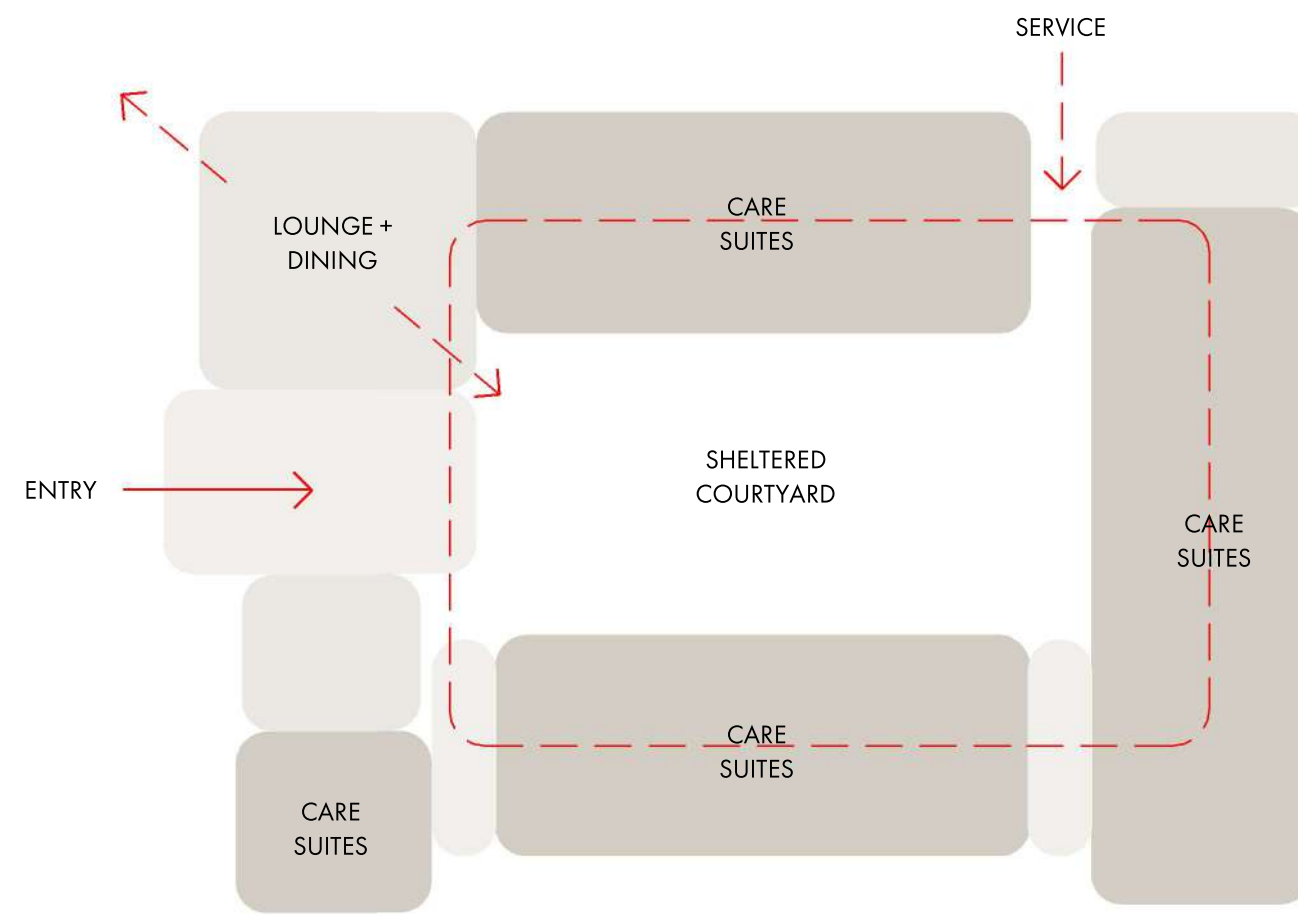 SERVICE
CARE
SUITES
LOUNGE +
DINING
SHELTERED
COURTYARD
ENTRY
CARE
SUITES
CARE
SUITES
CARE
SUITES